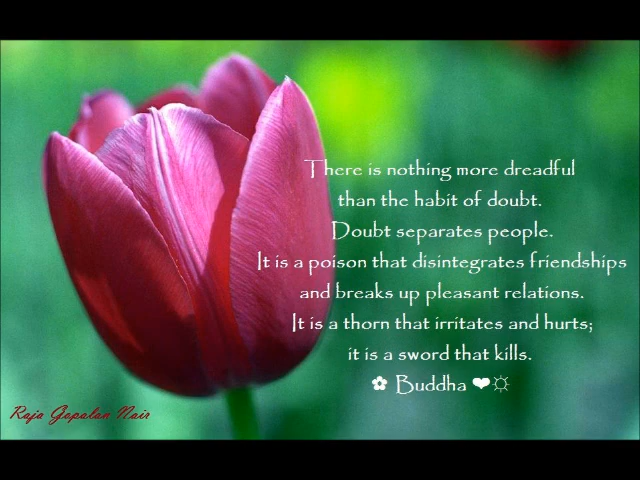 There is nothing more dreadful
than the habit of doubt.
Doubt separates people.
It is a poison that disintegrates friendships
and breaks up pleasant relations.
It is a thorn that irritates and hurts;
it is a sword that kills.
✿ Buddha ❤☼
Raja Gopalan Nair